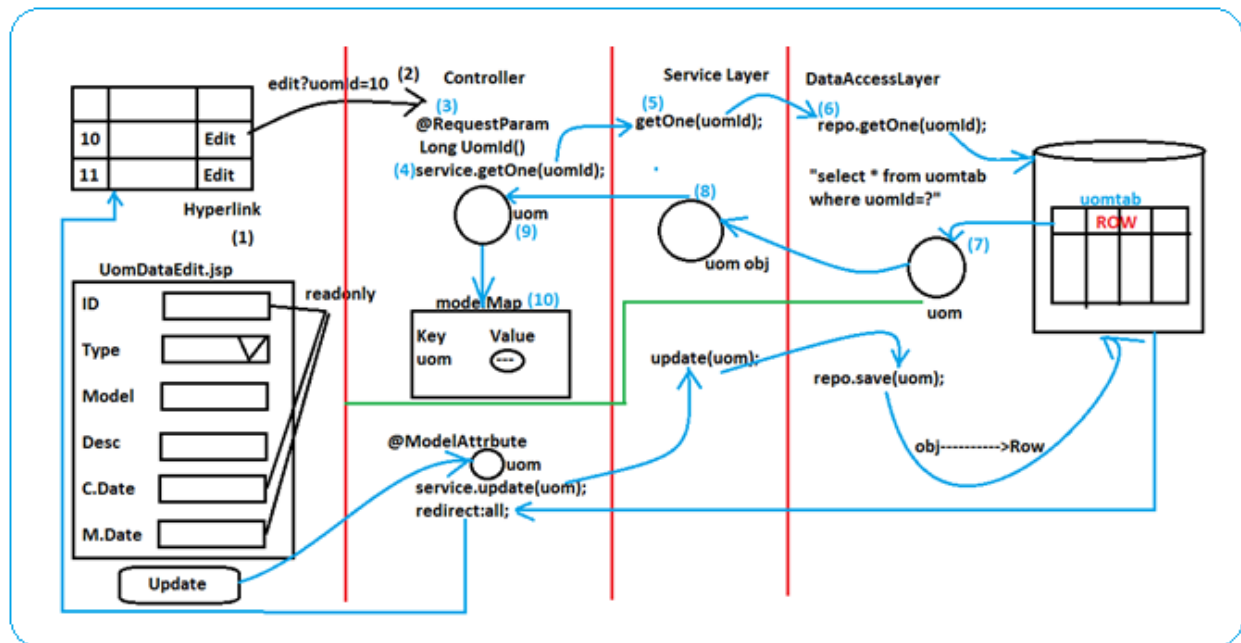 edit?uomId=10
(2)
10
Edit
11
Edit
Hyperlink
(1)
UomDataEdit.jsp
ID
readonly
Type
Model
Desc
C.Date
M.Date
Update
Controller
(3)
@RequestParam
Long UomId()
(4)service.getOne(uomId);
uom
(9)
modelMap (10)
Key Value
uom ---
@ModelAttrbute
uom
service.update(uom);
redirect:all;
Service Layer
(5)
getOne(uomId);
(8)
uom obj
update(uom);
DataAccessLayer
(6)
repo.getOne(uomId);
"select * from uomtab
where uomId=?"
uomtab
ROW
(7)
uom
repo.save(uom);
obj---------->Row